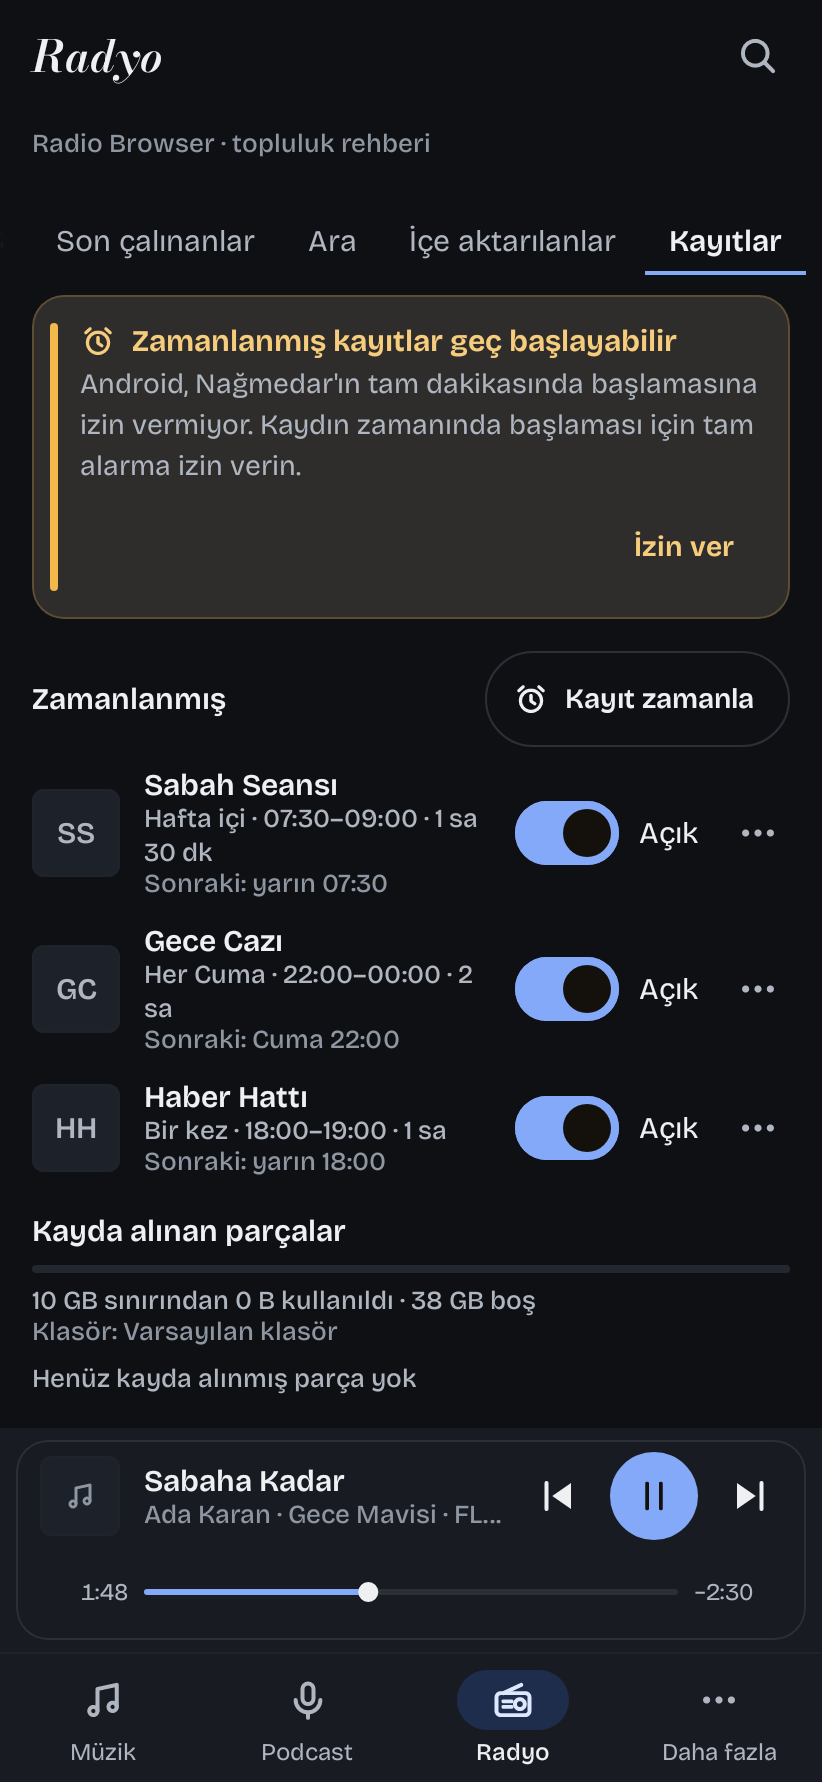 Radyo
Radio Browser · topluluk rehberi
Son çalınanlar
Ara
İçe aktarılanlar
Kayıtlar
Zamanlanmış kayıtlar geç başlayabilir
Android, Nağmedar'ın tam dakikasında başlamasına
izin vermiyor. Kaydın zamanında başlaması için tam
alarma izin verin.
İzin ver
Zamanlanmış
Kayıt zamanla
SS
Sabah Seansı
Hafta içi · 07:30–09:00 · 1 sa
30 dk
Sonraki: yarın 07:30
Açık
GC
Gece Cazı
Her Cuma · 22:00–00:00 · 2
sa
Sonraki: Cuma 22:00
Açık
HH
Haber Hattı
Bir kez · 18:00–19:00 · 1 sa
Sonraki: yarın 18:00
Açık
Kayda alınan parçalar
10 GB sınırından 0 B kullanıldı · 38 GB boş
Klasör: Varsayılan klasör
Henüz kayda alınmış parça yok
Sabaha Kadar
Ada Karan · Gece Mavisi · FL...
1:48
−2:30
Müzik
Podcast
Radyo
Daha fazla